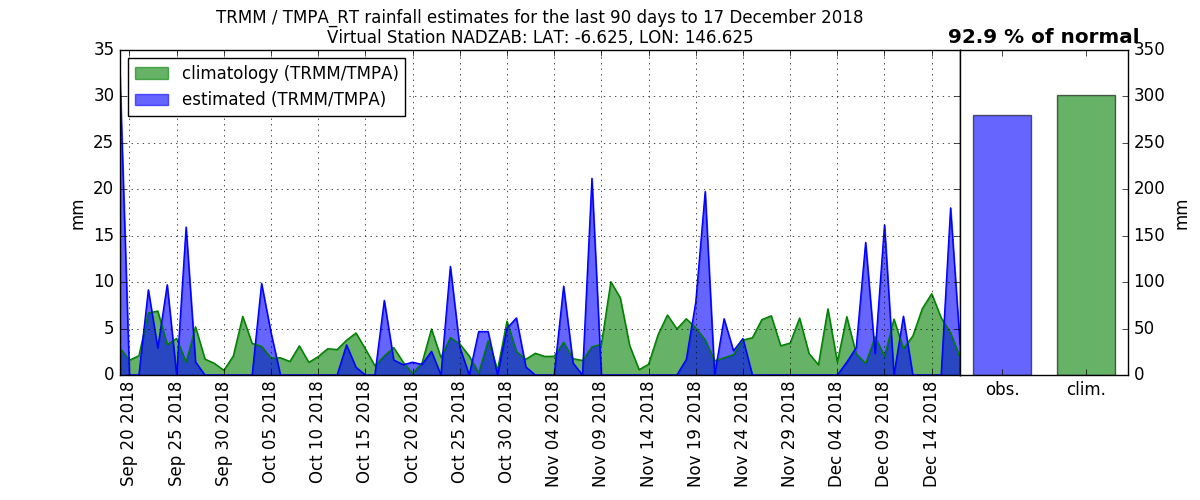 TRMM / TMPA_RT rainfall estimates for the last 90 days to 17 December 2018
Virtual Station NADZAB: LAT: -6.625, LON: 146.625
92.9 % of normal
climatology (TRMM/TMPA)
estimated (TRMM/TMPA)
35
30
25
20
15
10
5
0
mm
Sep 20 2018
Sep 25 2018
Sep 30 2018
Oct 05 2018
Oct 10 2018
Oct 15 2018
Oct 20 2018
Oct 25 2018
Oct 30 2018
Nov 04 2018
Nov 09 2018
Nov 14 2018
Nov 19 2018
Nov 24 2018
Nov 29 2018
Dec 04 2018
Dec 09 2018
Dec 14 2018
obs.
clim.
350
300
250
200
150
100
50
0
mm